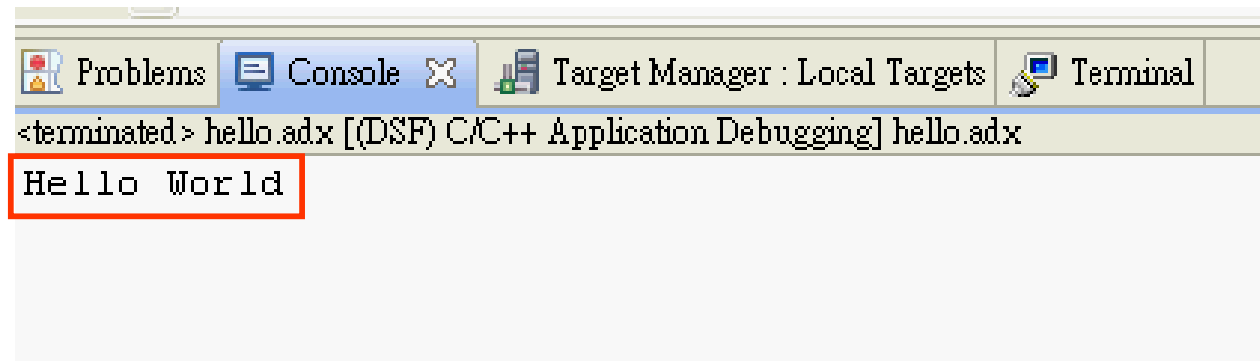 Problems Console Target Manager : Local Targets Terminal
<terminated> hello.adx [(DSF) C/C++ Application Debugging] hello.adx
Hello World